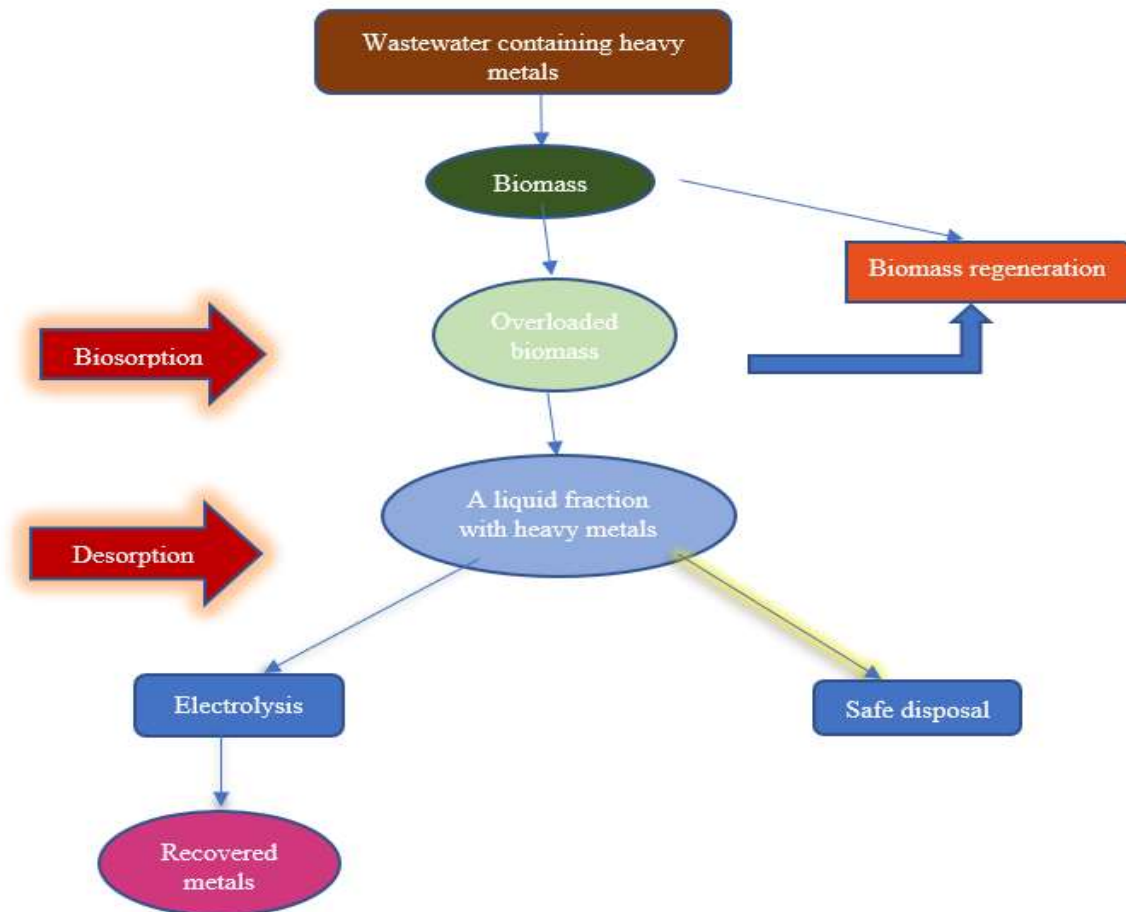 Wastewater containing heavy
metals
Biomass
Biomass regeneration
Overloaded
biomass
Biosorption
A liquid fraction
with heavy metals
Desorption
Electrolysis
Safe disposal
Recovered
metals